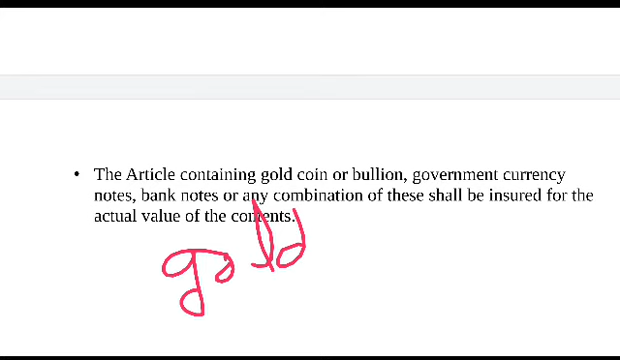 • The Article containing gold coin or bullion, government currency
notes, bank notes or any combination of these shall be insured for the
actual value of the contents.
gold